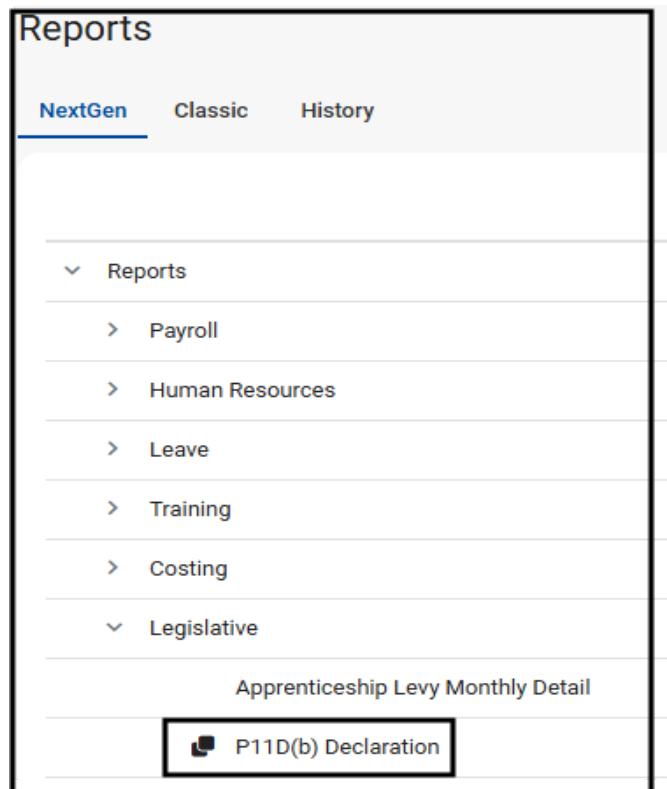 Reports
NextGen Classic History
Reports
Payroll
Human Resources
Leave
Training
Costing
Legislative
Apprenticeship Levy Monthly Detail
P11D(b) Declaration